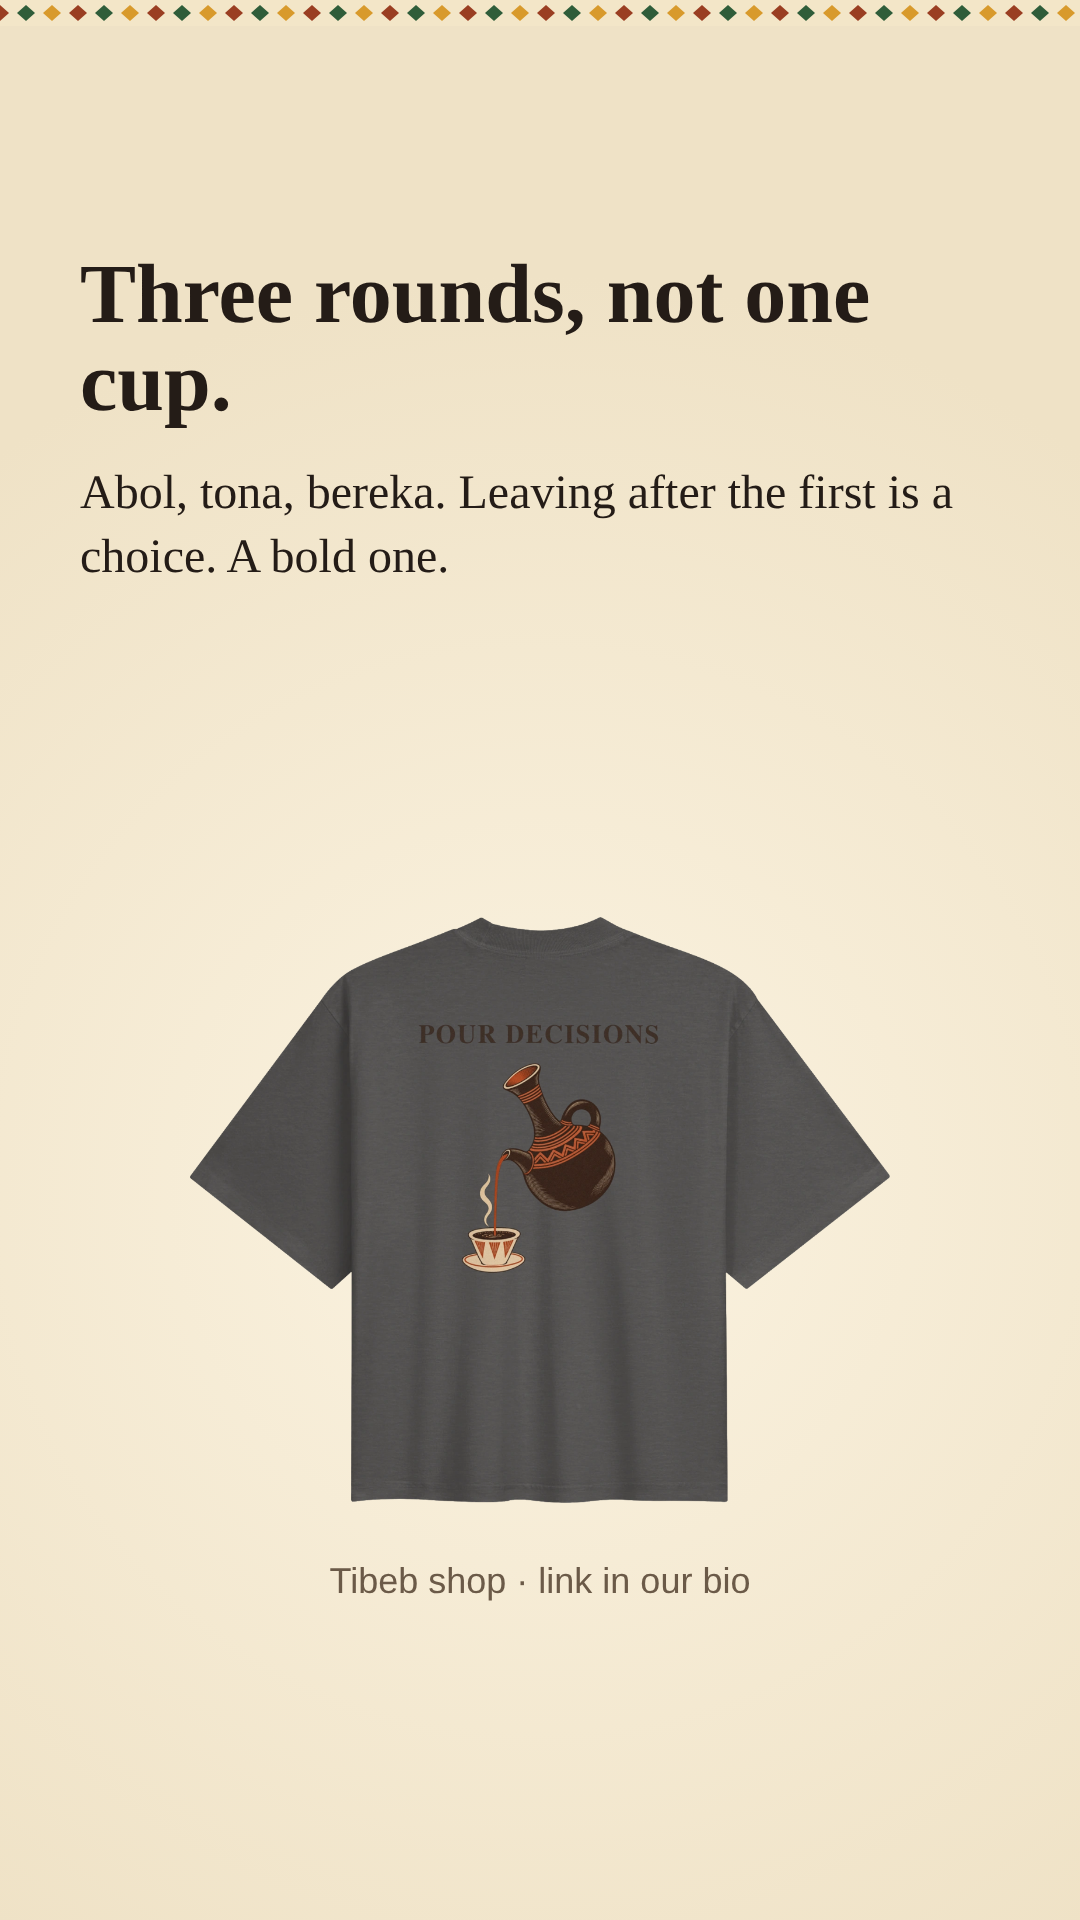 Three rounds, not one
cup.
Abol, tona, bereka. Leaving after the first is a
choice. A bold one.
POUR DECISIONS
Tibeb shop · link in our bio